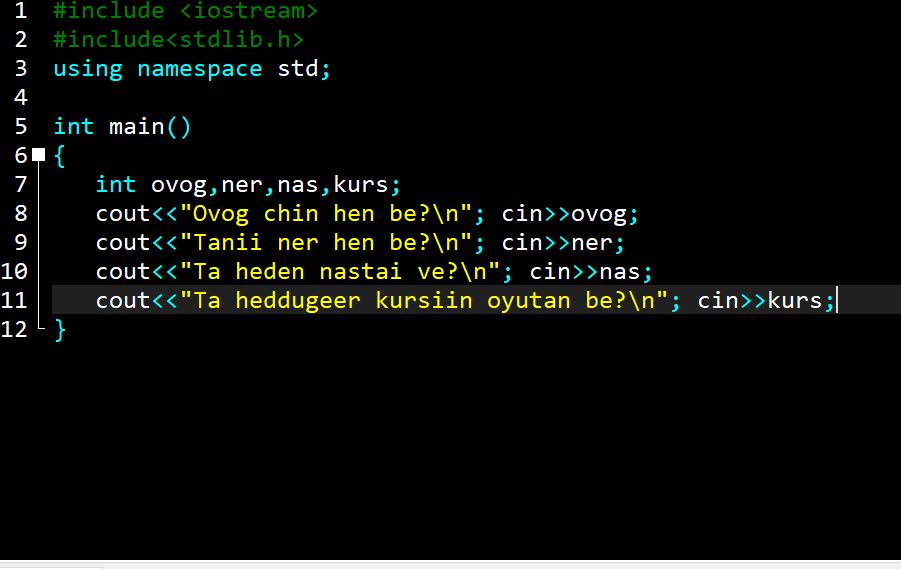 1 #include <iostream>
2 #include<stdlib.h>
3 using namespace std;
4
5 int main()
6 {
7 int ovog,ner,nas,kurs;
8 cout<<"Ovog chin hen be?\n"; cin>>ovog;
9 cout<<"Tanii ner hen be?\n"; cin>>ner;
10 cout<<"Ta heden nastai ve?\n"; cin>>nas;
11 cout<<"Ta heddugeer kursiin oyutan be?\n"; cin>>kurs;
12 }